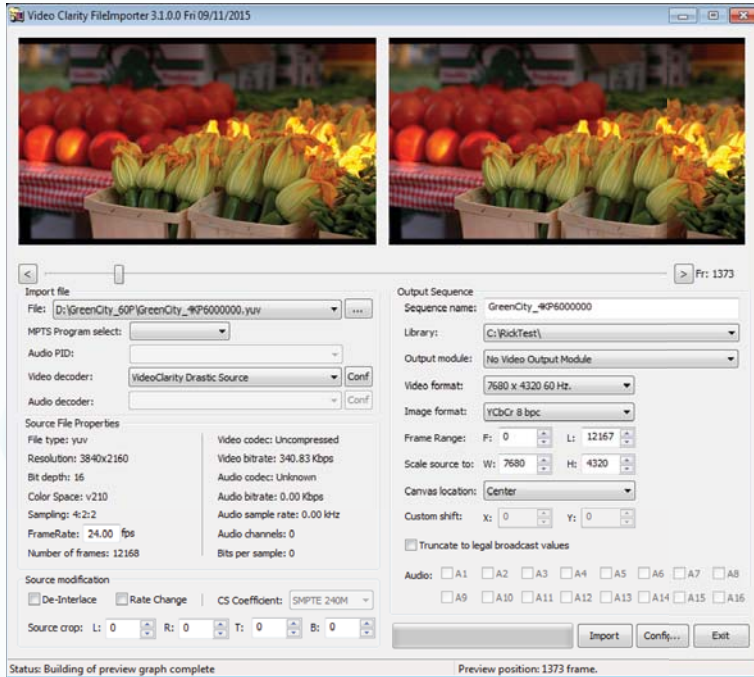 Video Clarity FileImporter 3.1.0.0 Fri 09/11/2015
< > Fr: 1373
Import file
File: D:\GreenCity_60P\GreenCity_4KP6000000.yuv ...
MPTS Program select:
Audio PID:
Video decoder: VideoClarity Drastic Source Conf
Audio decoder: Conf
Source File Properties
File type: yuv
Resolution: 3840x2160
Bit depth: 16
Color Space: v210
Sampling: 4:2:2
FrameRate: 24.00 fps
Number of frames: 12168
Video codec: Uncompressed
Video bitrate: 340.83 Kbps
Audio codec: Unknown
Audio bitrate: 0.00 Kbps
Audio sample rate: 0.00 kHz
Audio channels: 0
Bits per sample: 0
Source modification
De-Interlace Rate Change | CS Coefficient: SMPTE 240M
Source crop: L: 0 R: 0 T: 0 B: 0
Output Sequence
Sequence name: GreenCity_4KP6000000
Library: C:\RickTest\
Output module: No Video Output Module
Video format: 7680 x 4320 60 Hz.
Image format: YCbCr 8 bpc
Frame Range: F: 0 L: 12167
Scale source to: W: 7680 H: 4320
Canvas location: Center
Custom shift: X: 0 Y: 0
Truncate to legal broadcast values
Audio: A1 A2 A3 A4 A5 A6 A7 A8
A9 A10 A11 A12 A13 A14 A15 A16
Import Config... Exit
Status: Building of preview graph complete
Preview position: 1373 frame.